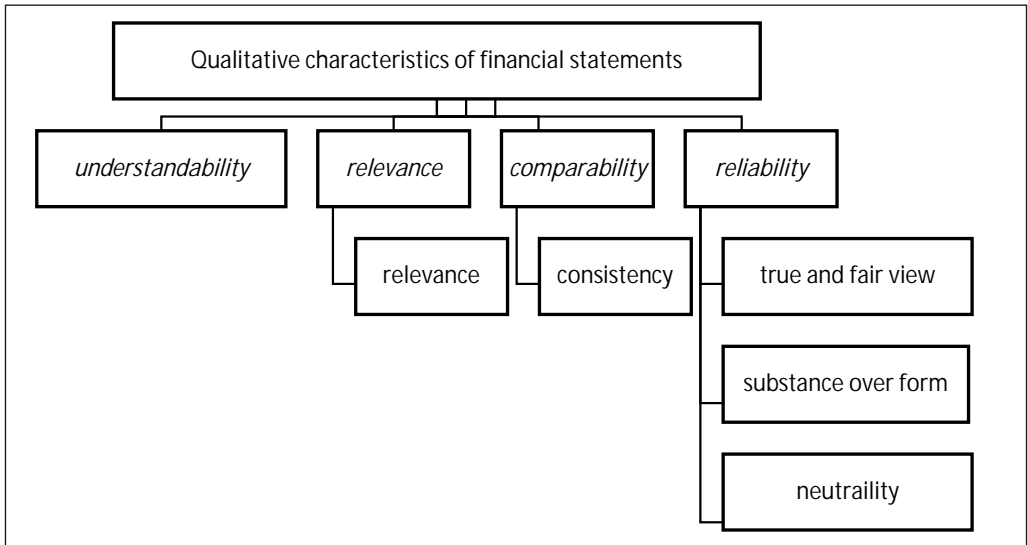 Qualitative characteristics of financial statements
understandability
relevance
comparability
reliability
relevance
consistency
true and fair view
substance over form
neutraility